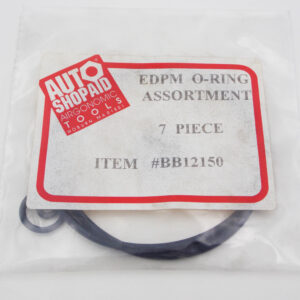 AUTO
SHOPAID
AIRGONOMIC
TOOLS
EDPM O-RING
ASSORTMENT
7 PIECE
ITEM #BB12150